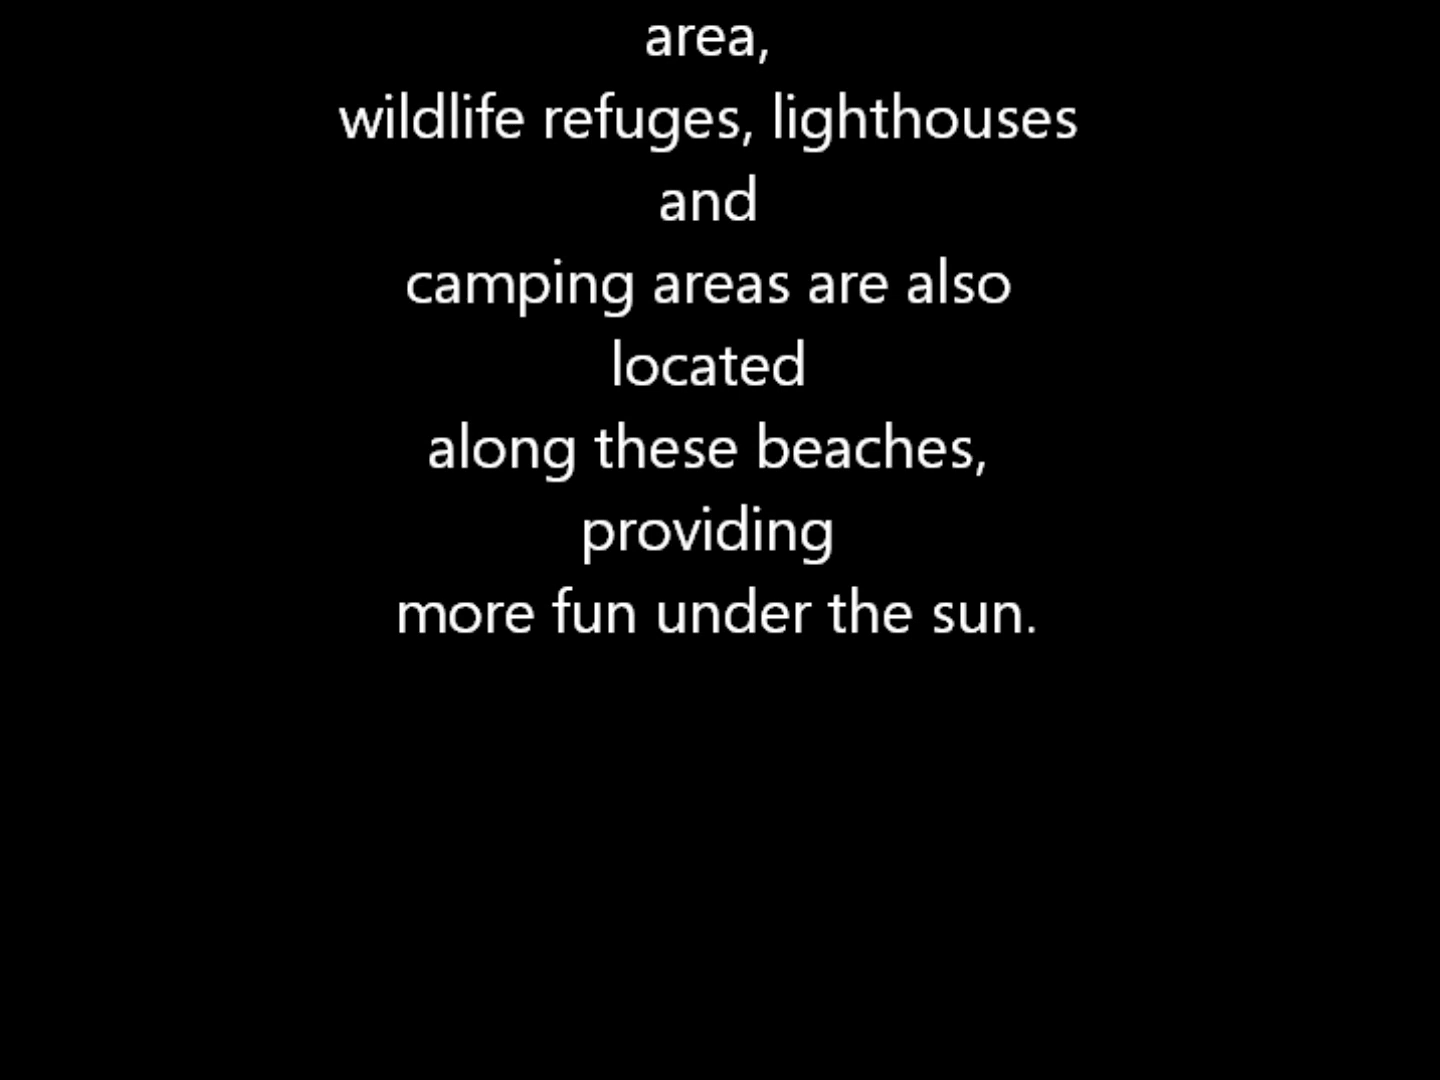 area,
wildlife refuges, lighthouses
and
camping areas are also
located
along these beaches,
providing
more fun under the sun.